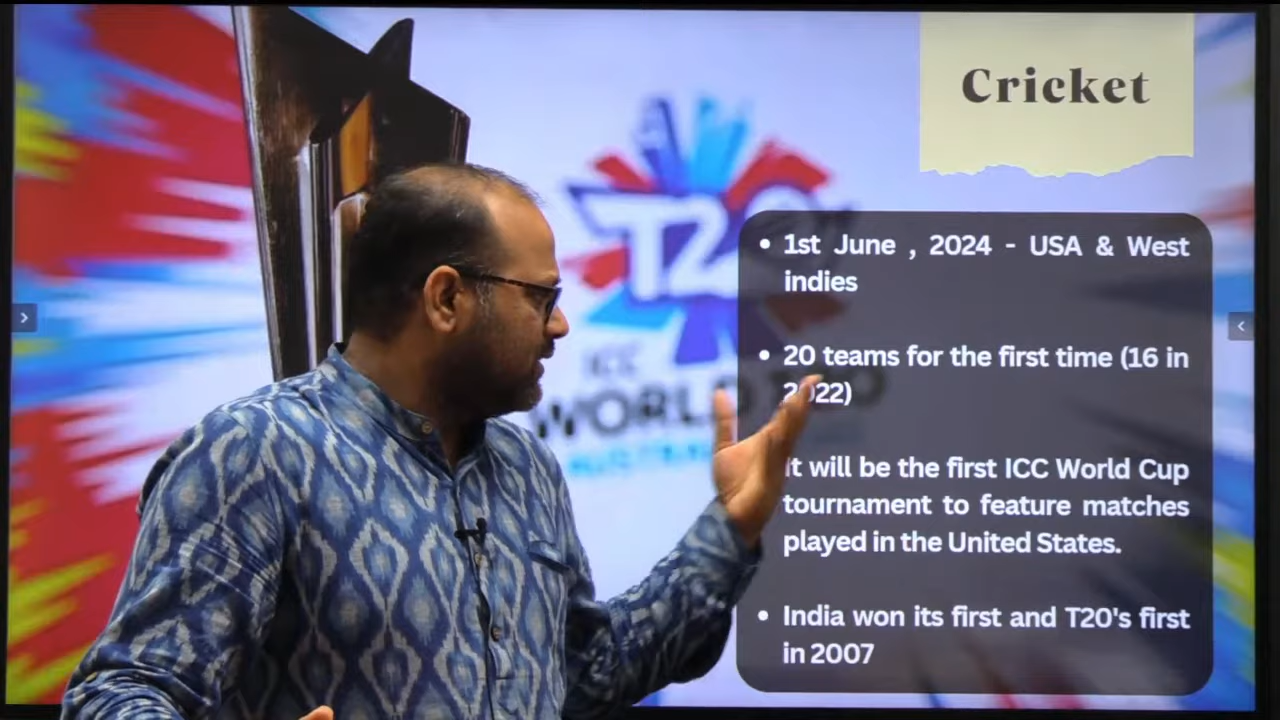 Cricket
1st June , 2024 - USA & West
indies
20 teams for the first time (16 in
2022)
It will be the first ICC World Cup
tournament to feature matches
played in the United States.
India won its first and T20's first
in 2007
T20
ICC
WORLD